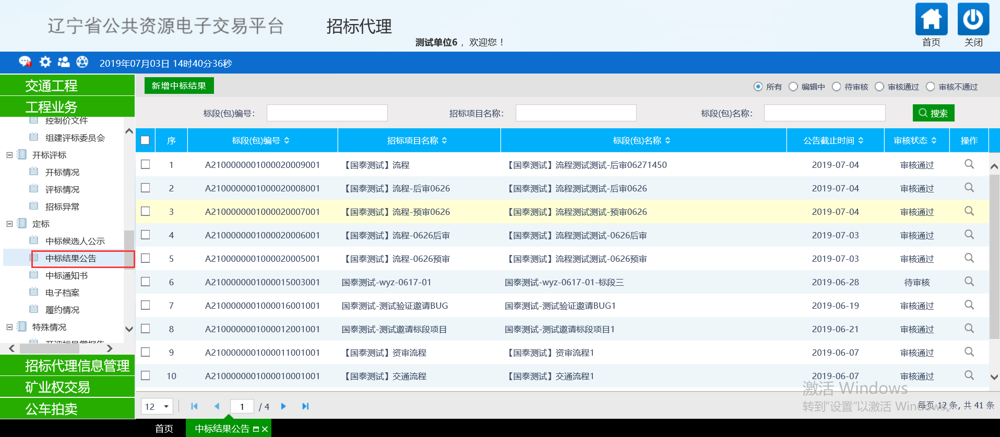 辽宁省公共资源电子交易平台
招标代理
测试单位6，欢迎您！
首页
关闭
2019年07月03日 14时40分36秒
交通工程
工程业务
控制价文件
组建评标委员会
开标评标
开标情况
评标情况
招标异常
定标
中标候选人公示
中标结果公告
中标通知书
电子档案
履约情况
特殊情况
开评标异常报告
招标代理信息管理
矿业权交易
公车拍卖
新增中标结果
所有 编辑中 待审核 审核通过 审核不通过
标段(包)编号： 招标项目名称： 标段(包)名称： 搜索
序 标段(包)编号 招标项目名称 标段(包)名称 公告截止时间 审核状态 操作
1 A2100000001000020009001 【国泰测试】流程 【国泰测试】流程测试测试-后审06271450 2019-07-04 审核通过
2 A2100000001000020008001 【国泰测试】流程-后审0626 【国泰测试】流程测试测试-后审0626 2019-07-04 审核通过
3 A2100000001000020007001 【国泰测试】流程-预审0626 【国泰测试】流程测试测试-预审0626 2019-07-04 审核通过
4 A2100000001000020006001 【国泰测试】流程-0626后审 【国泰测试】流程测试测试-0626后审 2019-07-03 审核通过
5 A2100000001000020005001 【国泰测试】流程-0626预审 【国泰测试】流程测试测试-0626预审 2019-07-03 审核通过
6 A2100000001000015003001 国泰测试-wyz-0617-01 国泰测试-wyz-0617-01-标段三 2019-06-28 待审核
7 A2100000001000016001001 国泰测试-测试验证邀请BUG 国泰测试-测试验证邀请BUG1 2019-06-19 审核通过
8 A2100000001000012001001 国泰测试-测试邀请标段项目 国泰测试-测试邀请标段项目1 2019-06-21 审核通过
9 A2100000001000011001001 【国泰测试】资审流程 【国泰测试】资审流程1 2019-06-07 审核通过
10 A2100000001000010001001 【国泰测试】交通流程 【国泰测试】交通流程1 2019-06-07 审核通过
激活 Windows
转到"设置"以激活 Windows。
12 1 / 4 每页 12 条, 共 41 条
首页 中标结果公告